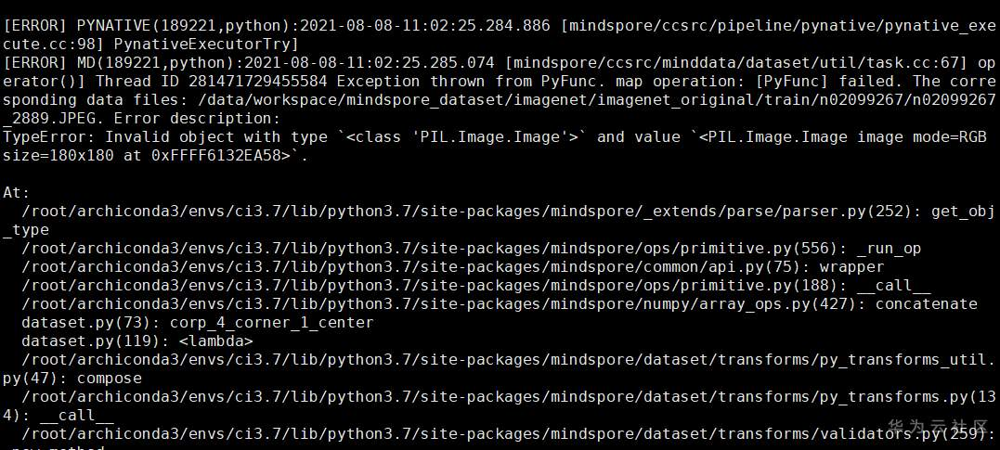 [ERROR] PYNATIVE(189221,python):2021-08-08-11:02:25.284.886 [mindspore/ccsrc/pipeline/pynative/pynative_exe
cute.cc:98] PynativeExecutorTry]
[ERROR] MD(189221,python):2021-08-08-11:02:25.285.074 [mindspore/ccsrc/minddata/dataset/util/task.cc:67] op
erator()] Thread ID 281471729455584 Exception thrown from PyFunc. map operation: [PyFunc] failed. The corre
sponding data files: /data/workspace/mindspore_dataset/imagenet/imagenet_original/train/n02099267/n02099267
_2889.JPEG. Error description:
TypeError: Invalid object with type `<class 'PIL.Image.Image'>` and value `<PIL.Image.Image image mode=RGB
size=180x180 at 0xFFFF6132EA58>`.
At:
/root/archiconda3/envs/ci3.7/lib/python3.7/site-packages/mindspore/_extends/parse/parser.py(252): get_obj
_type
/root/archiconda3/envs/ci3.7/lib/python3.7/site-packages/mindspore/ops/primitive.py(556): _run_op
/root/archiconda3/envs/ci3.7/lib/python3.7/site-packages/mindspore/common/api.py(75): wrapper
/root/archiconda3/envs/ci3.7/lib/python3.7/site-packages/mindspore/ops/primitive.py(188): __call__
/root/archiconda3/envs/ci3.7/lib/python3.7/site-packages/mindspore/numpy/array_ops.py(427): concatenate
dataset.py(73): corp_4_corner_1_center
dataset.py(119): <lambda>
/root/archiconda3/envs/ci3.7/lib/python3.7/site-packages/mindspore/dataset/transforms/py_transforms_util.
py(47): compose
/root/archiconda3/envs/ci3.7/lib/python3.7/site-packages/mindspore/dataset/transforms/py_transforms.py(13
4): __call__
/root/archiconda3/envs/ci3.7/lib/python3.7/site-packages/mindspore/dataset/transforms/validators.py(259):
华为云社区